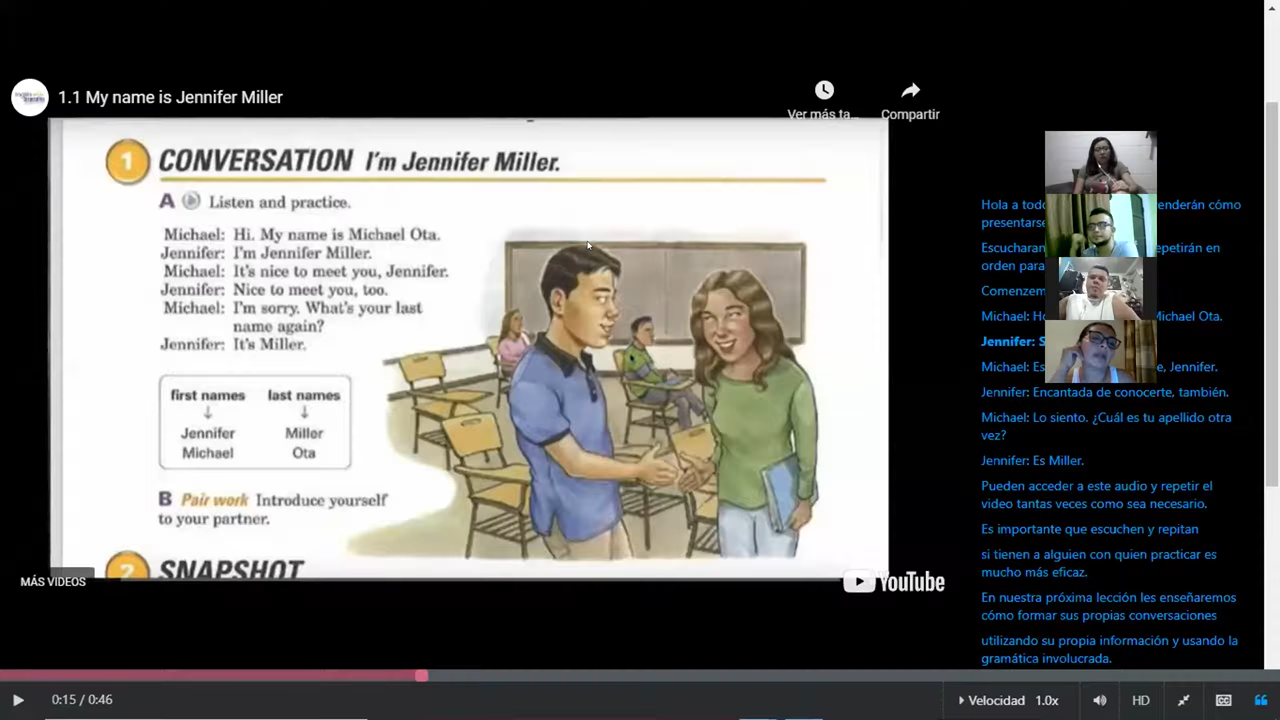 1.1 My name is Jennifer Miller
Ver más ta...
Compartir
1 CONVERSATION I'm Jennifer Miller.
A Listen and practice.
Michael: Hi. My name is Michael Ota.
Jennifer: I'm Jennifer Miller.
Michael: It's nice to meet you, Jennifer.
Jennifer: Nice to meet you, too.
Michael: I'm sorry. What's your last
name again?
Jennifer: It's Miller.
first names last names
Jennifer Miller
Michael Ota
B Pair work Introduce yourself
to your partner.
2 SNAPSHOT
MÁS VIDEOS
YouTube
Hola a enderán cómo
presentarse
Escucharán epetirán en
orden para
Comenzem
Michael: Michael Ota.
Jennifer:
Michael: Jennifer.
Jennifer: Encantada de conocerte, también.
Michael: Lo siento. ¿Cuál es tu apellido otra
vez?
Jennifer: Es Miller.
Pueden acceder a este audio y repetir el
video tantas veces como sea necesario.
Es importante que escuchen y repitan
si tienen a alguien con quien practicar es
mucho más eficaz.
En nuestra próxima lección les enseñaremos
cómo formar sus propias conversaciones
utilizando su propia información y usando la
gramática involucrada.
0:15 / 0:46
Velocidad 1.0x
HD